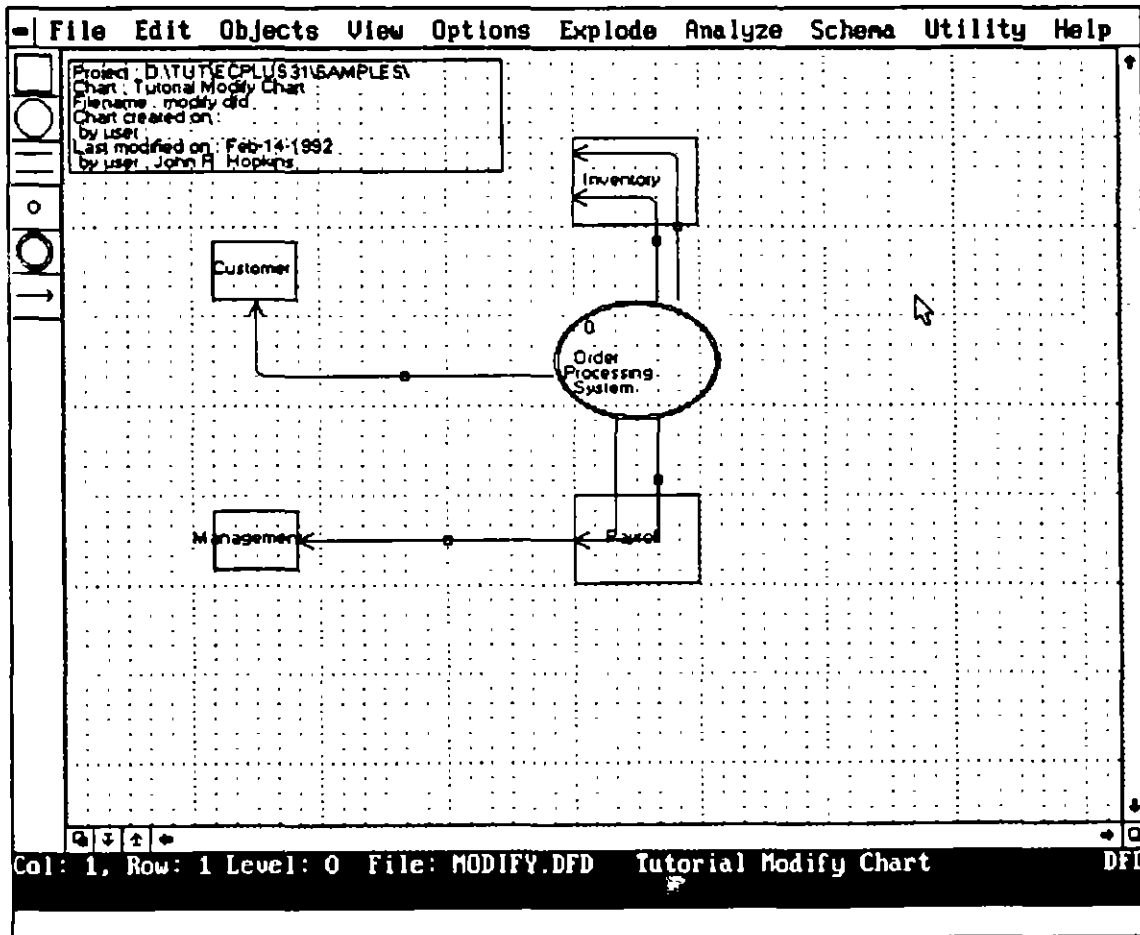 File Edit Objects View Options Explode Analyze Schema Utility Help
Project : D:\TUT\ECPLUS31\SAMPLES\
Chart : Tutorial Modify Chart
Filename : modify.dfd
Chart created on :
by user :
Last modified on : Feb-14-1992
by user : John R. Hopkins
Inventory
Customer
0
Order
Processing
System
Management
Payroll
Col: 1, Row: 1 Level: 0 File: MODIFY.DFD Tutorial Modify Chart DFD